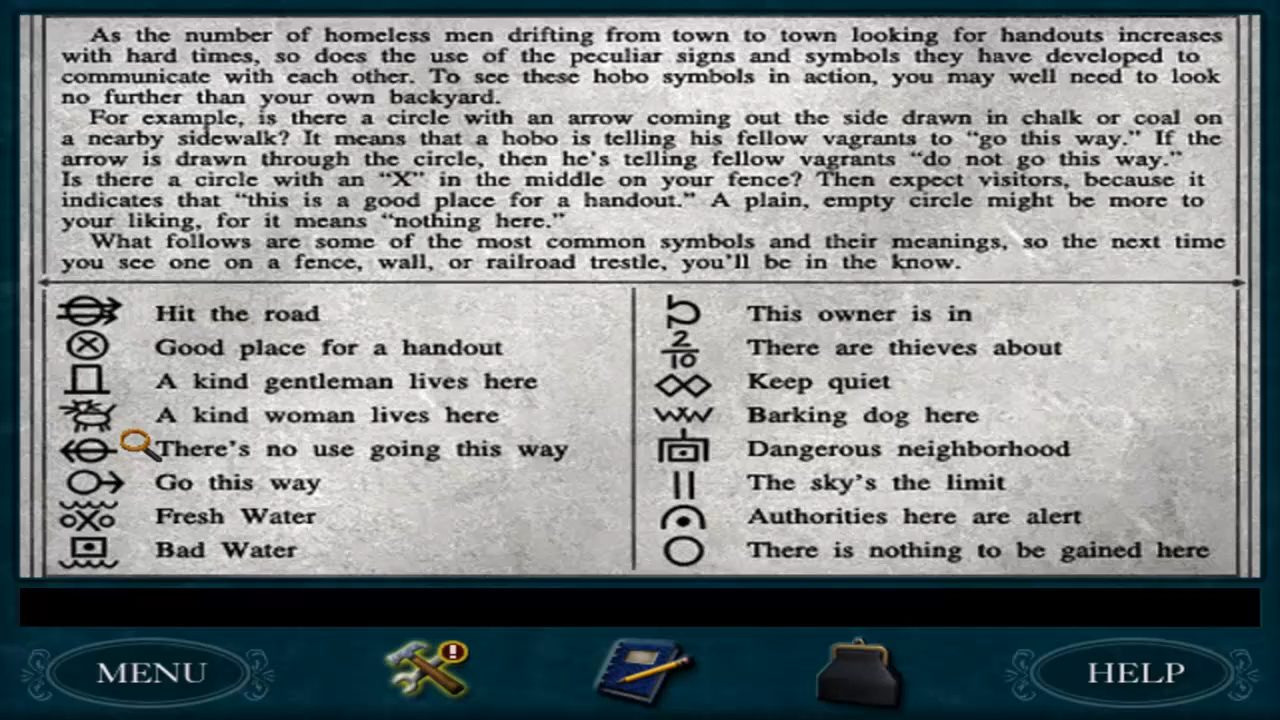 As the number of homeless men drifting from town to town looking for handouts increases
with hard times, so does the use of the peculiar signs and symbols they have developed to
communicate with each other. To see these hobo symbols in action, you may well need to look
no further than your own backyard.
For example, is there a circle with an arrow coming out the side drawn in chalk or coal on
a nearby sidewalk? It means that a hobo is telling his fellow vagrants to “go this way.” If the
arrow is drawn through the circle, then he's telling fellow vagrants “do not go this way.”
Is there a circle with an “X” in the middle on your fence? Then expect visitors, because it
indicates that “this is a good place for a handout.” A plain, empty circle might be more to
your liking, for it means “nothing here.”
What follows are some of the most common symbols and their meanings, so the next time
you see one on a fence, wall, or railroad trestle, you'll be in the know.
Hit the road
Good place for a handout
A kind gentleman lives here
A kind woman lives here
There's no use going this way
Go this way
Fresh Water
Bad Water
This owner is in
2/10 There are thieves about
Keep quiet
Barking dog here
Dangerous neighborhood
The sky's the limit
Authorities here are alert
There is nothing to be gained here
MENU
HELP